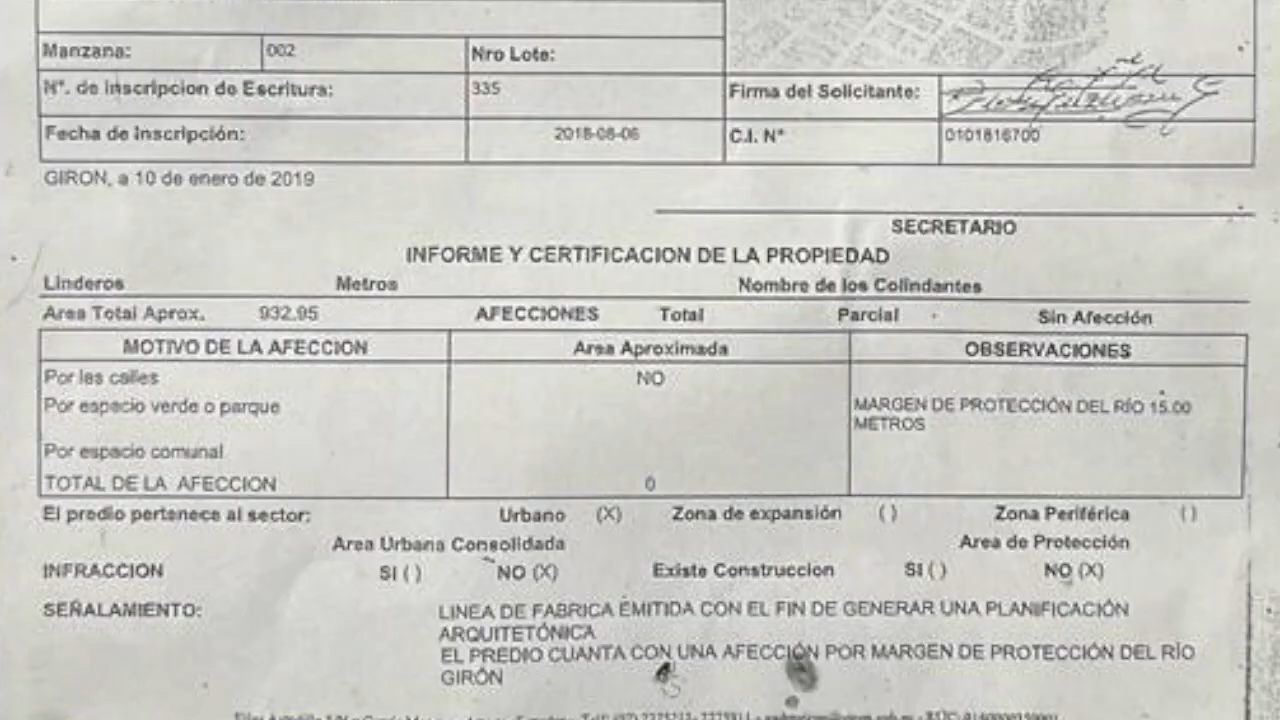 Manzana: 002 Nro Lote:
N°. de Inscripcion de Escritura: 335 Firma del Solicitante:
Fecha de Inscripción: 2018-08-06 C.I. N° 0101816700
GIRON, a 10 de enero de 2019
SECRETARIO
INFORME Y CERTIFICACION DE LA PROPIEDAD
Linderos Metros Nombre de los Colindantes
Area Total Aprox. 932.95 AFECCIONES Total Parcial Sin Afección
MOTIVO DE LA AFECCION Area Aproximada OBSERVACIONES
Por las calles NO
Por espacio verde o parque MARGEN DE PROTECCIÓN DEL RÍO 15.00
METROS
Por espacio comunal
TOTAL DE LA AFECCION 0
El predio pertenece al sector: Urbano (X) Zona de expansión ( ) Zona Periférica ( )
Area Urbana Consolidada Area de Protección
INFRACCION SI ( ) NO (X) Existe Construccion SI ( ) NO (X)
SEÑALAMIENTO: LINEA DE FABRICA EMITIDA CON EL FIN DE GENERAR UNA PLANIFICACIÓN
ARQUITETÓNICA
EL PREDIO CUANTA CON UNA AFECCIÓN POR MARGEN DE PROTECCIÓN DEL RÍO
GIRÓN